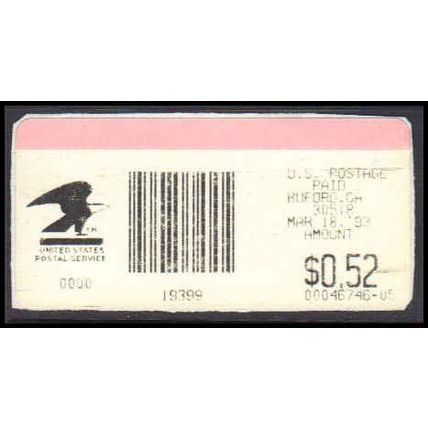 U.S. POSTAGE
PAID
BUFORD,GA
30518
MAR 18,'93
AMOUNT
$0.52
00046746-05
TM
UNITED STATES
POSTAL SERVICE
0000
19399